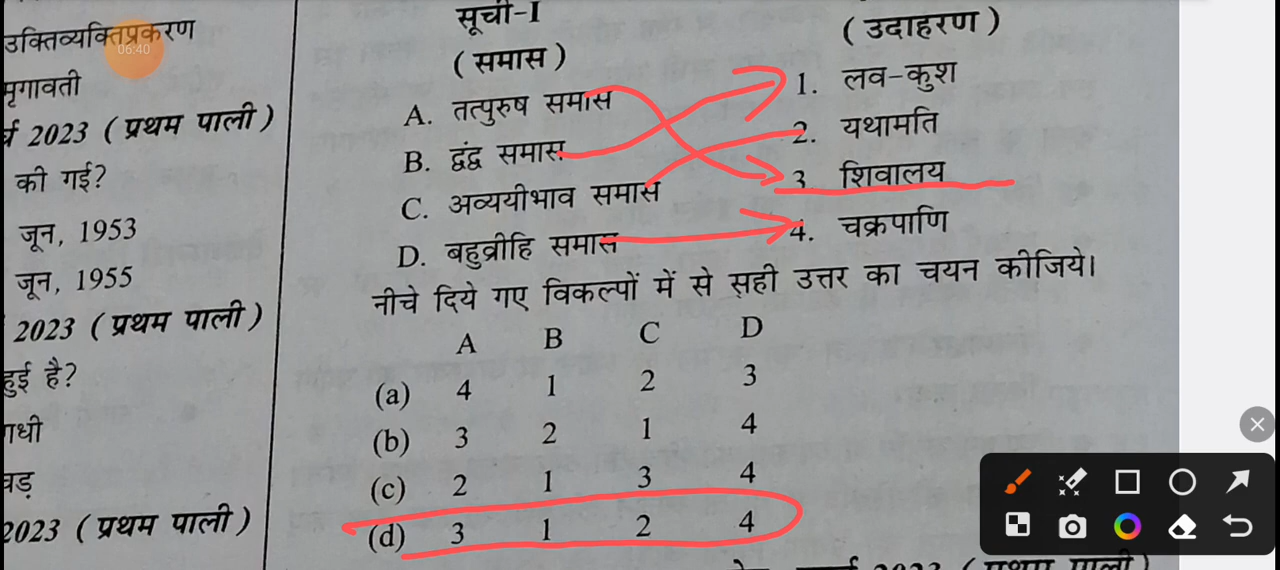 उक्तिव्यक्तिप्रकरण
06:40
मृगावती
2023 ( प्रथम पाली )
की गई?
जून, 1953
जून, 1955
2023 ( प्रथम पाली )
हुई है?
2023 ( प्रथम पाली )
सूची-I
( समास )
( उदाहरण )
A. तत्पुरुष समास 1. लव-कुश
B. द्वंद्व समास 2. यथामति
C. अव्ययीभाव समास 3. शिवालय
D. बहुव्रीहि समास 4. चक्रपाणि
नीचे दिये गए विकल्पों में से सही उत्तर का चयन कीजिये।
A B C D
(a) 4 1 2 3
(b) 3 2 1 4
(c) 2 1 3 4
(d) 3 1 2 4